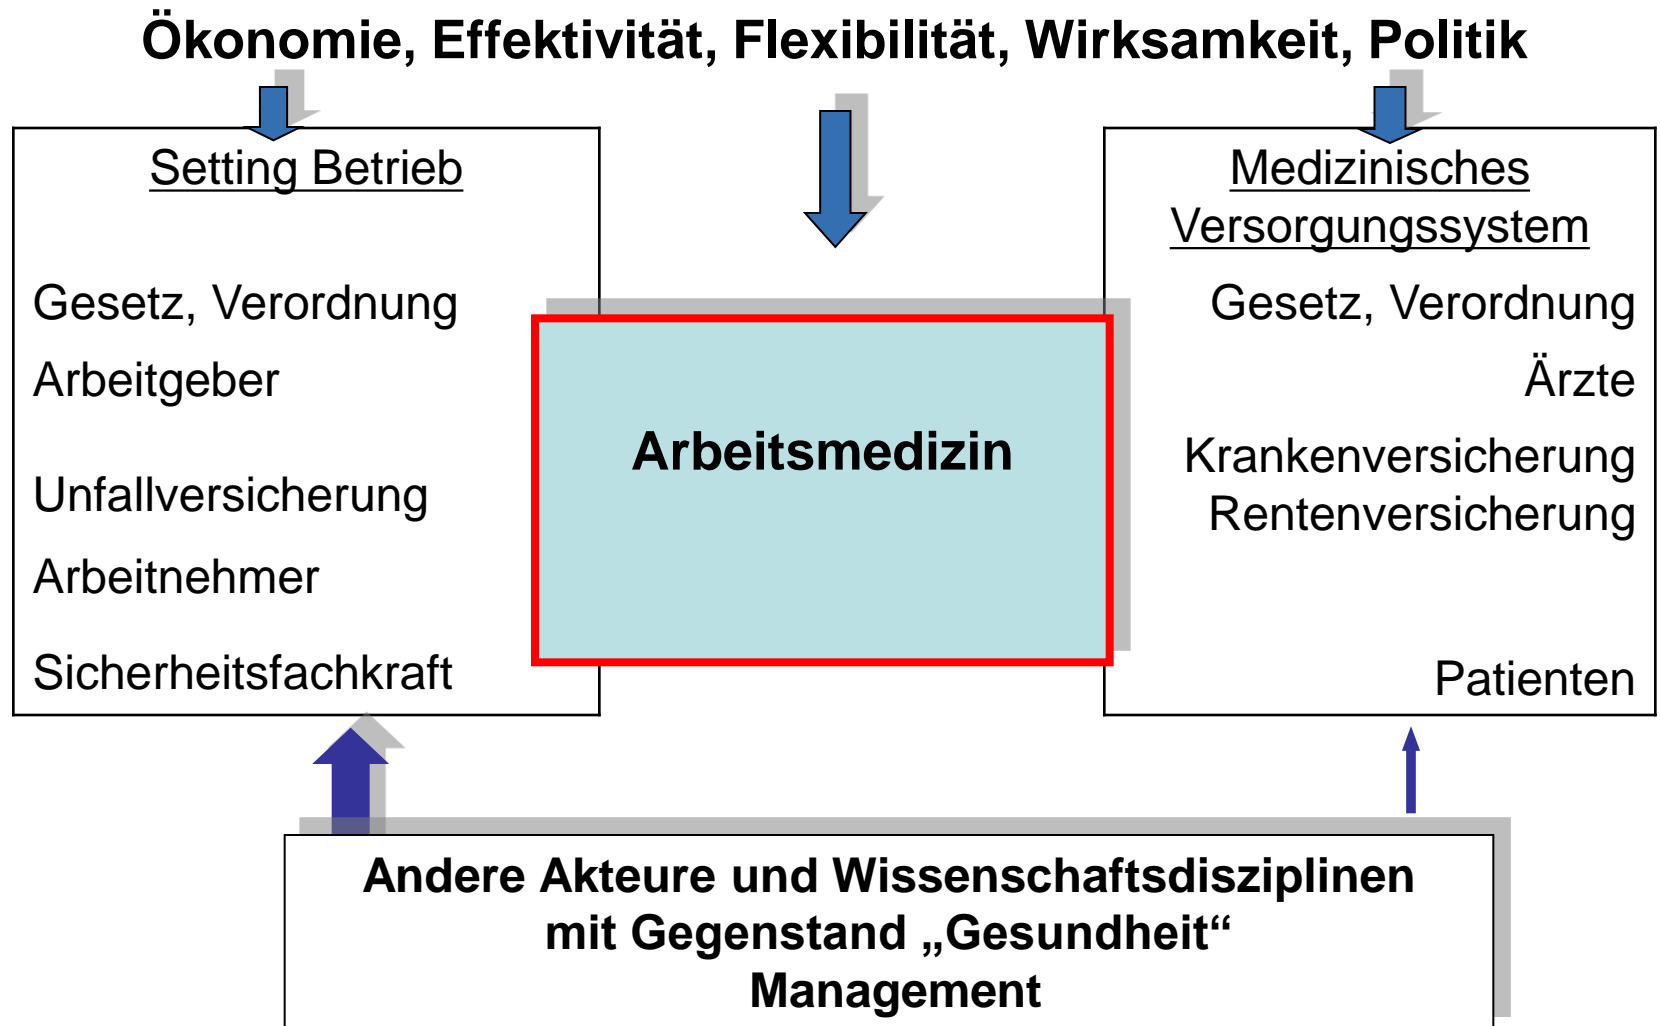 Ökonomie, Effektivität, Flexibilität, Wirksamkeit, Politik
Setting Betrieb
Gesetz, Verordnung
Arbeitgeber
Unfallversicherung
Arbeitnehmer
Sicherheitsfachkraft
Arbeitsmedizin
Medizinisches
Versorgungssystem
Gesetz, Verordnung
Ärzte
Krankenversicherung
Rentenversicherung
Patienten
Andere Akteure und Wissenschaftsdisziplinen
mit Gegenstand „Gesundheit“
Management